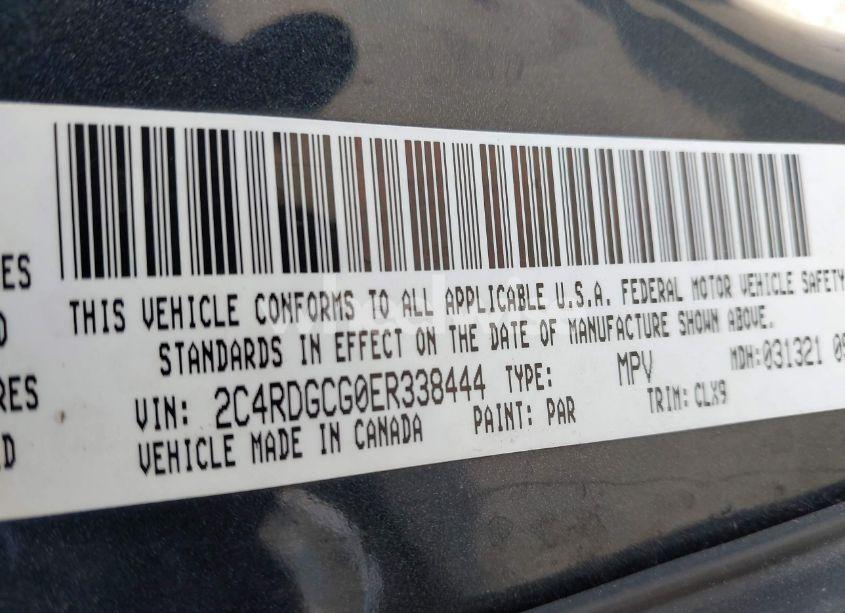 ES
D
RES
D
THIS VEHICLE CONFORMS TO ALL APPLICABLE U.S.A. FEDERAL MOTOR VEHICLE SAFETY
STANDARDS IN EFFECT ON THE DATE OF MANUFACTURE SHOWN ABOVE.
VIN: 2C4RDGCG0ER338444 TYPE: MPV MDH:031321 09
VEHICLE MADE IN CANADA PAINT: PAR TRIM: CLX9